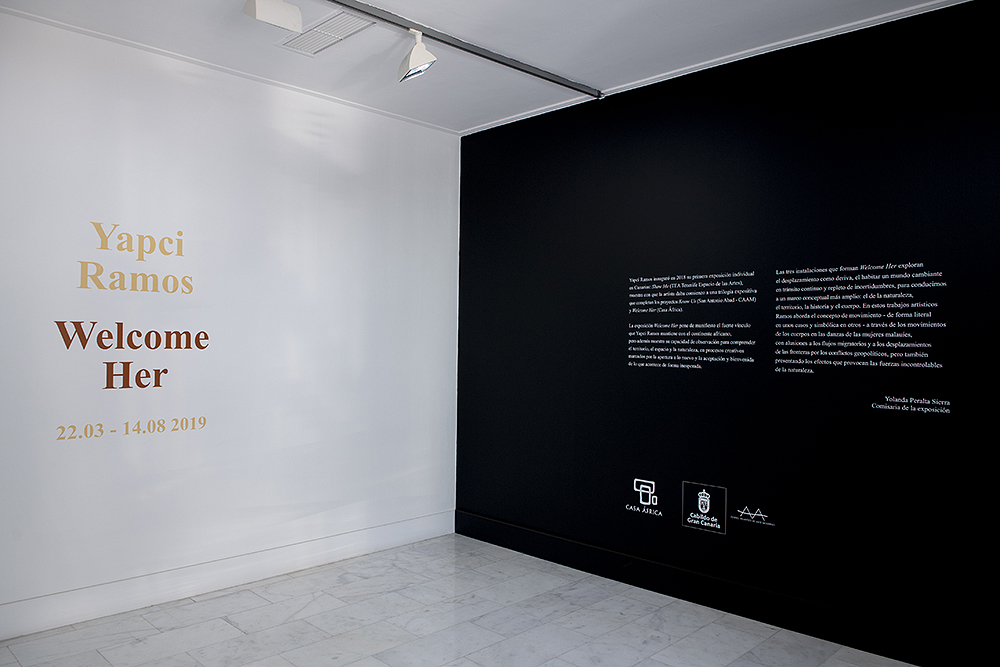 Yapci
Ramos
Welcome
Her
22.03 - 14.08 2019
Yapci Ramos inauguró en 2018 su primera exposición individual
en Canarias: Show Me (TEA Tenerife Espacio de las Artes),
muestra con la que la artista daba comienzo a una trilogía expositiva
que completan los proyectos Know Us (San Antonio Abad - CAAM)
y Welcome Her (Casa África).
La exposición Welcome Her pone de manifiesto el fuerte vínculo
que Yapci Ramos mantiene con el continente africano,
pero además muestra su capacidad de observación para comprender
el territorio, el espacio y la naturaleza, en procesos creativos
marcados por la apertura a lo nuevo y la aceptación y bienvenida
de lo que acontece de forma inesperada.
Las tres instalaciones que forman Welcome Her exploran
el desplazamiento como deriva, el habitar un mundo cambiante
en tránsito continuo y repleto de incertidumbres, para conducirnos
a un marco conceptual más amplio: el de la naturaleza,
el territorio, la historia y el cuerpo. En estos trabajos artísticos
Ramos aborda el concepto de movimiento - de forma literal
en unos casos y simbólica en otros - a través de los movimientos
de los cuerpos en las danzas de las mujeres malauíes,
con alusiones a los flujos migratorios y a los desplazamientos
de las fronteras por los conflictos geopolíticos, pero también
presentando los efectos que provocan las fuerzas incontrolables
de la naturaleza.
Yolanda Peralta Sierra
Comisaria de la exposición
CASA ÁFRICA
Cabildo de
Gran Canaria